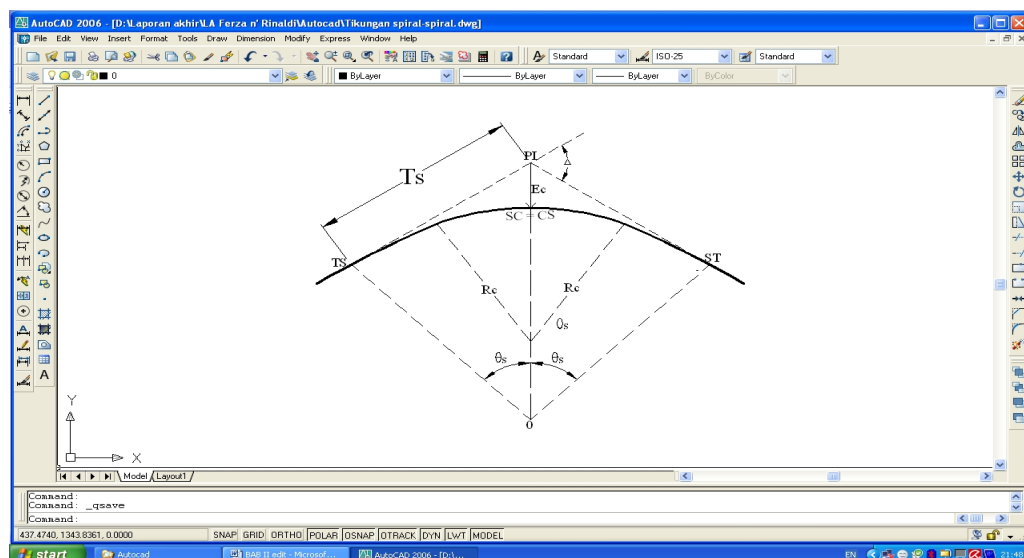 AutoCAD 2006 - [D:\Laporan akhir\LA Ferza n' Rinaldi\Autocad\Tikungan spiral-spiral.dwg]
File Edit View Insert Format Tools Draw Dimension Modify Express Window Help
Standard ISO-25 Standard
0 ByLayer ByLayer ByLayer ByColor
PI
Δ
Ts
Ec
SC = CS
TS ST
Rc Rc
θs
θs θs
0
Y
X
Model Layout1
Command:
Command: _qsave
Command:
437.4740, 1343.8361, 0.0000 SNAP GRID ORTHO POLAR OSNAP OTRACK DYN LWT MODEL
start Autocad BAB II edit - Microsof... AutoCAD 2006 - [D:\... EN 21:48